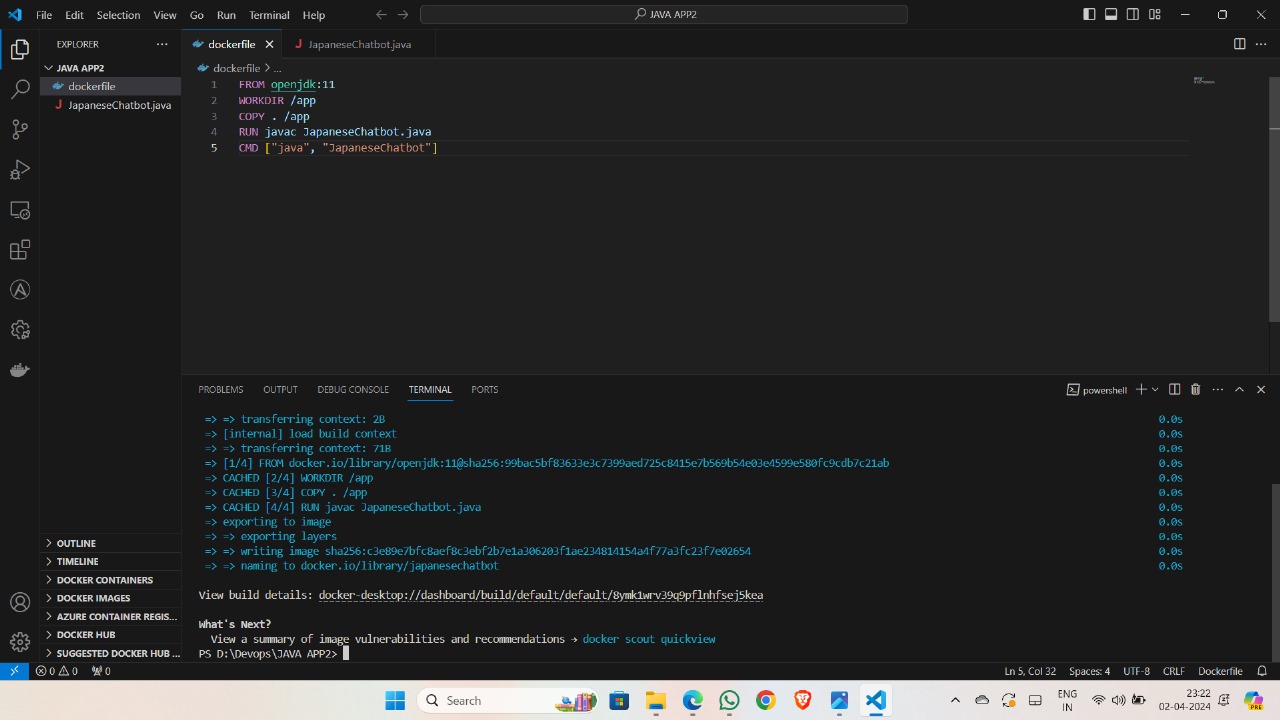 File Edit Selection View Go Run Terminal Help
JAVA APP2
EXPLORER
JAVA APP2
dockerfile
J JapaneseChatbot.java
OUTLINE
TIMELINE
DOCKER CONTAINERS
DOCKER IMAGES
AZURE CONTAINER REGIS...
DOCKER HUB
SUGGESTED DOCKER HUB ...
dockerfile
J JapaneseChatbot.java
dockerfile > ...
1 FROM openjdk:11
2 WORKDIR /app
3 COPY . /app
4 RUN javac JapaneseChatbot.java
5 CMD ["java", "JapaneseChatbot"]
PROBLEMS OUTPUT DEBUG CONSOLE TERMINAL PORTS
powershell
=> => transferring context: 2B 0.0s
=> [internal] load build context 0.0s
=> => transferring context: 71B 0.0s
=> [1/4] FROM docker.io/library/openjdk:11@sha256:99bac5bf83633e3c7399aed725c8415e7b569b54e03e4599e580fc9cdb7c21ab 0.0s
=> CACHED [2/4] WORKDIR /app 0.0s
=> CACHED [3/4] COPY . /app 0.0s
=> CACHED [4/4] RUN javac JapaneseChatbot.java 0.0s
=> exporting to image 0.0s
=> => exporting layers 0.0s
=> => writing image sha256:c3e89e7bfc8aef8c3ebf2b7e1a306203f1ae234814154a4f77a3fc23f7e02654 0.0s
=> => naming to docker.io/library/japanesechatbot 0.0s
View build details: docker-desktop://dashboard/build/default/default/8ymk1wrv39q9pflnhfsej5kea
What's Next?
View a summary of image vulnerabilities and recommendations → docker scout quickview
PS D:\Devops\JAVA APP2>
0 0 0
Ln 5, Col 32 Spaces: 4 UTF-8 CRLF Dockerfile
Search
ENG
IN
23:22
02-04-2024
PRE